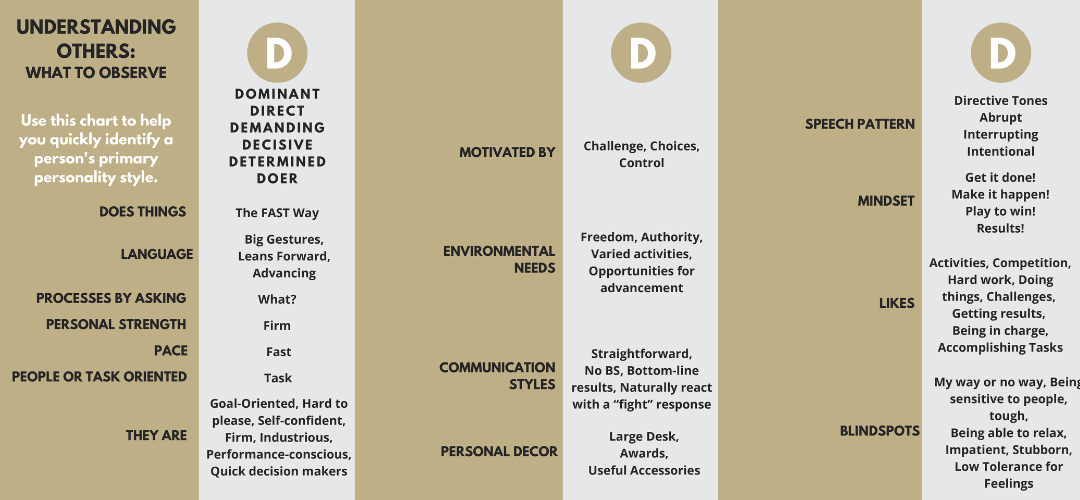 UNDERSTANDING
OTHERS:
WHAT TO OBSERVE
Use this chart to help
you quickly identify a
person's primary
personality style.
D
DOMINANT
DIRECT
DEMANDING
DECISIVE
DETERMINED
DOER
DOES THINGS
The FAST Way
LANGUAGE
Big Gestures,
Leans Forward,
Advancing
PROCESSES BY ASKING
What?
PERSONAL STRENGTH
Firm
PACE
Fast
PEOPLE OR TASK ORIENTED
Task
THEY ARE
Goal-Oriented, Hard to
please, Self-confident,
Firm, Industrious,
Performance-conscious,
Quick decision makers
D
MOTIVATED BY
Challenge, Choices,
Control
ENVIRONMENTAL
NEEDS
Freedom, Authority,
Varied activities,
Opportunities for
advancement
COMMUNICATION
STYLES
Straightforward,
No BS, Bottom-line
results, Naturally react
with a “fight” response
PERSONAL DECOR
Large Desk,
Awards,
Useful Accessories
D
SPEECH PATTERN
Directive Tones
Abrupt
Interrupting
Intentional
MINDSET
Get it done!
Make it happen!
Play to win!
Results!
LIKES
Activities, Competition,
Hard work, Doing
things, Challenges,
Getting results,
Being in charge,
Accomplishing Tasks
BLINDSPOTS
My way or no way, Being
sensitive to people,
tough,
Being able to relax,
Impatient, Stubborn,
Low Tolerance for
Feelings